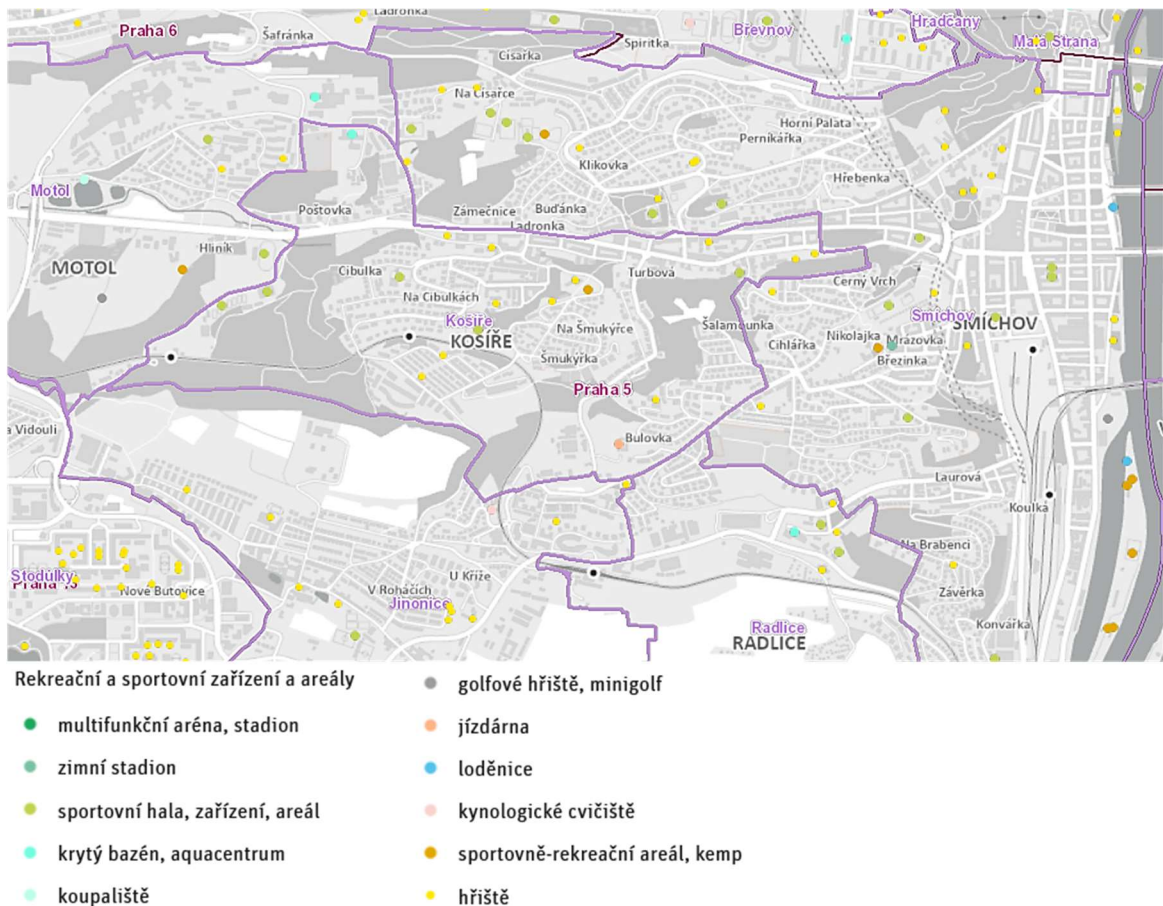 Ladronka
Praha 6
Šafránka
Spiritka
Břevnov
Hradčany
Malá Strana
Císařka
Na Císařce
Horní Palata
Perníkářka
Klikovka
Hřebenka
Motol
Poštovka
Zámečnice
Buďánka
Ladronka
Hliník
MOTOL
Cibulka
Turbová
Černý Vrch
Na Cibulkách
Košíře
KOŠÍŘE
Na Šmukýřce
Šalamounka
Smíchov
SMÍCHOV
Cihlářka
Nikolajka
Mrázovka
Březinka
Šmukýřka
Praha 5
a Vidouli
Bulovka
Laurová
Koulka
Na Brabenci
Stodůlky
Nové Butovice
V Roháčích
U Kříže
Jinonice
Závěrka
Konvářka
Radlice
RADLICE
Rekreační a sportovní zařízení a areály
multifunkční aréna, stadion
zimní stadion
sportovní hala, zařízení, areál
krytý bazén, aquacentrum
koupaliště
golfové hřiště, minigolf
jízdárna
loděnice
kynologické cvičiště
sportovně-rekreační areál, kemp
hřiště